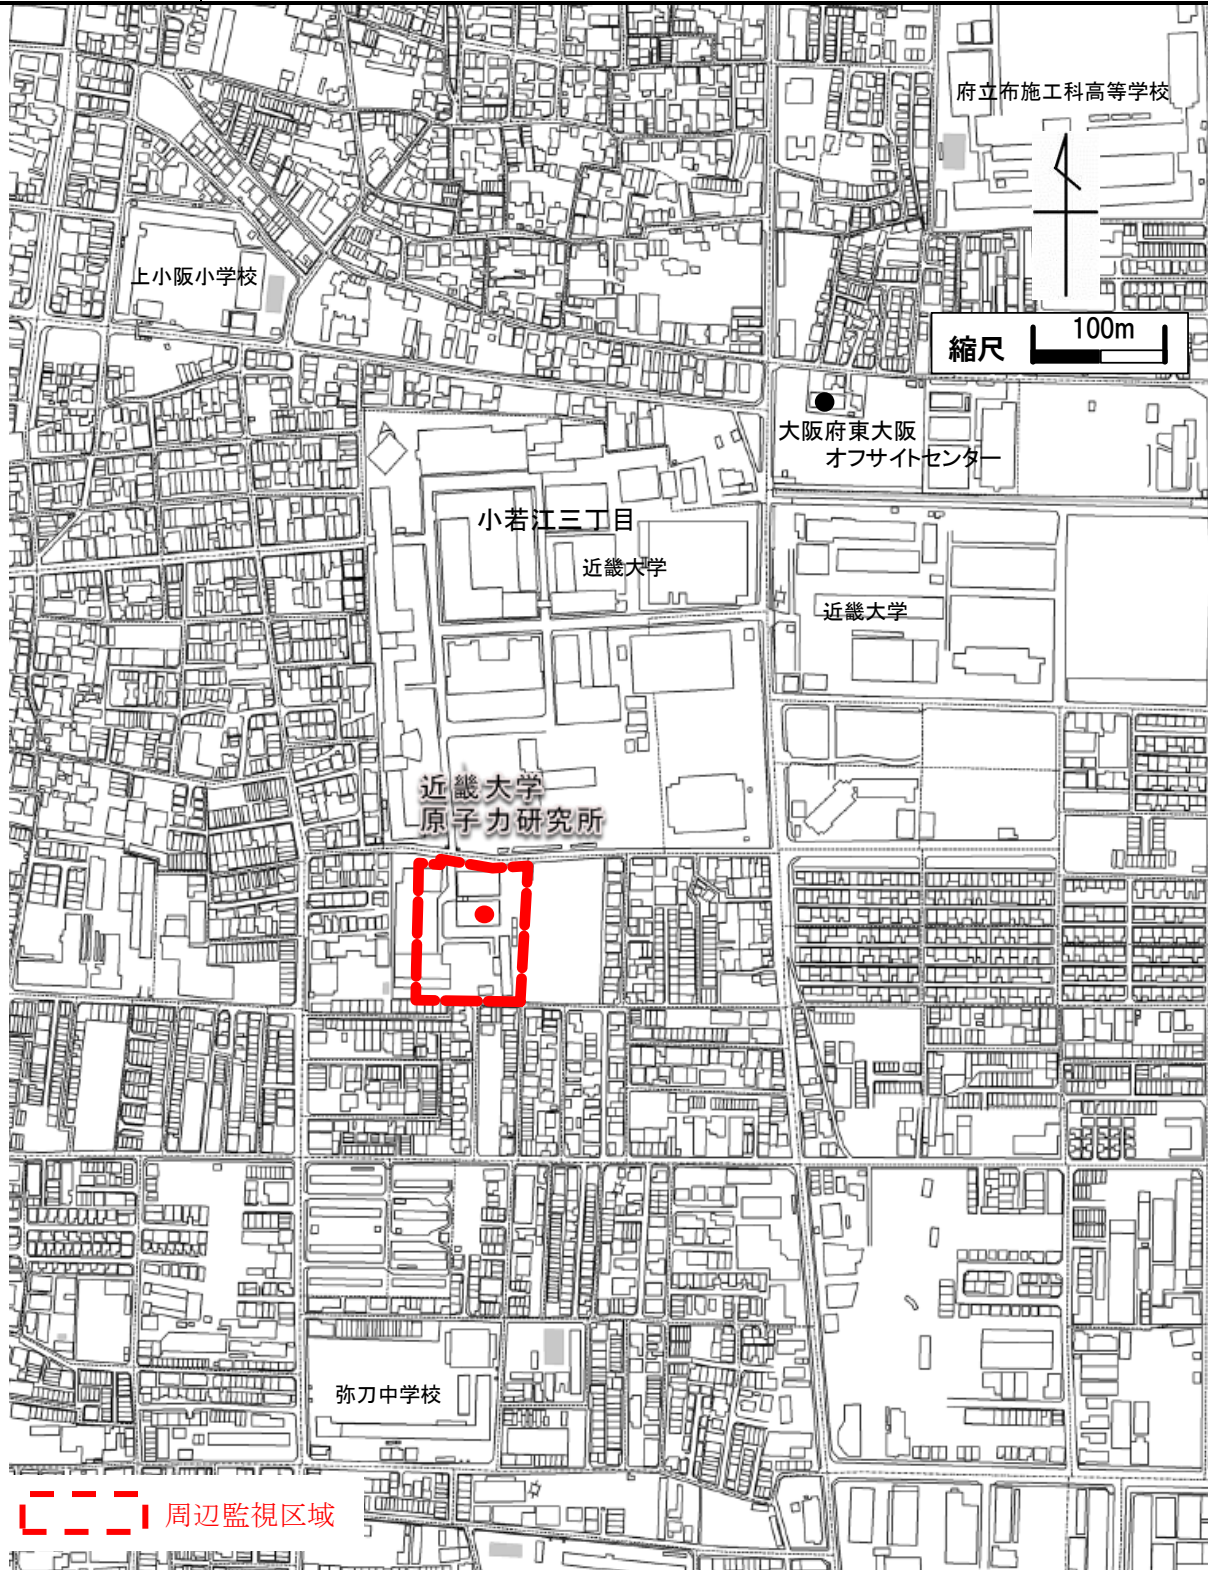 府立布施工科高等学校
上小阪小学校
縮尺
100m
大阪府東大阪
オフサイトセンター
小若江三丁目
近畿大学
近畿大学
近畿大学
原子力研究所
弥刀中学校
周辺監視区域